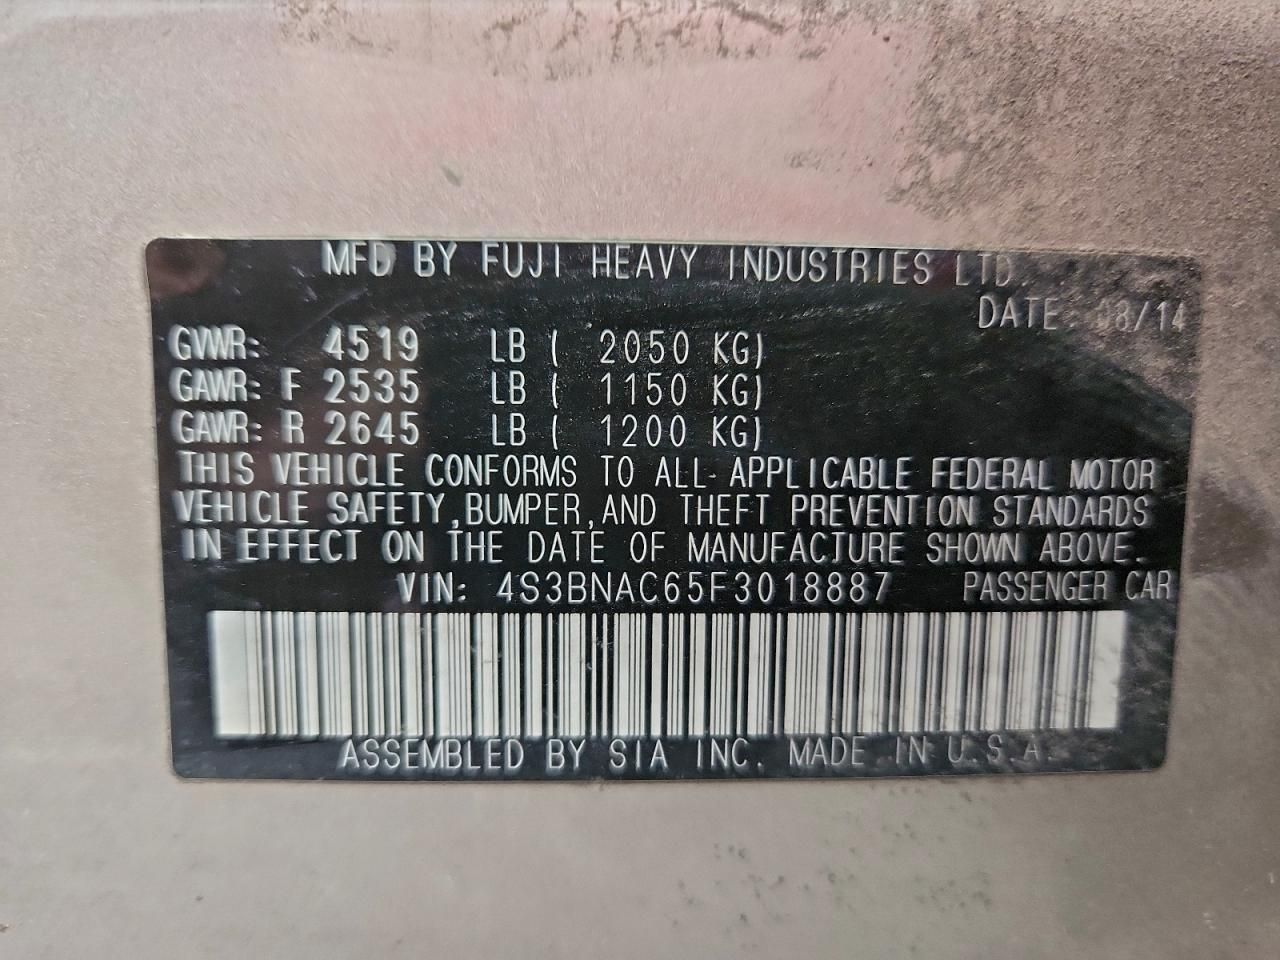 MFD BY FUJI HEAVY INDUSTRIES LTD.
DATE 08/14
GVWR: 4519 LB ( 2050 KG)
GAWR: F 2535 LB ( 1150 KG)
GAWR: R 2645 LB ( 1200 KG)
THIS VEHICLE CONFORMS TO ALL APPLICABLE FEDERAL MOTOR
VEHICLE SAFETY, BUMPER, AND THEFT PREVENTION STANDARDS
IN EFFECT ON THE DATE OF MANUFACTURE SHOWN ABOVE.
VIN: 4S3BNAC65F3018887 PASSENGER CAR
ASSEMBLED BY SIA INC. MADE IN U.S.A.